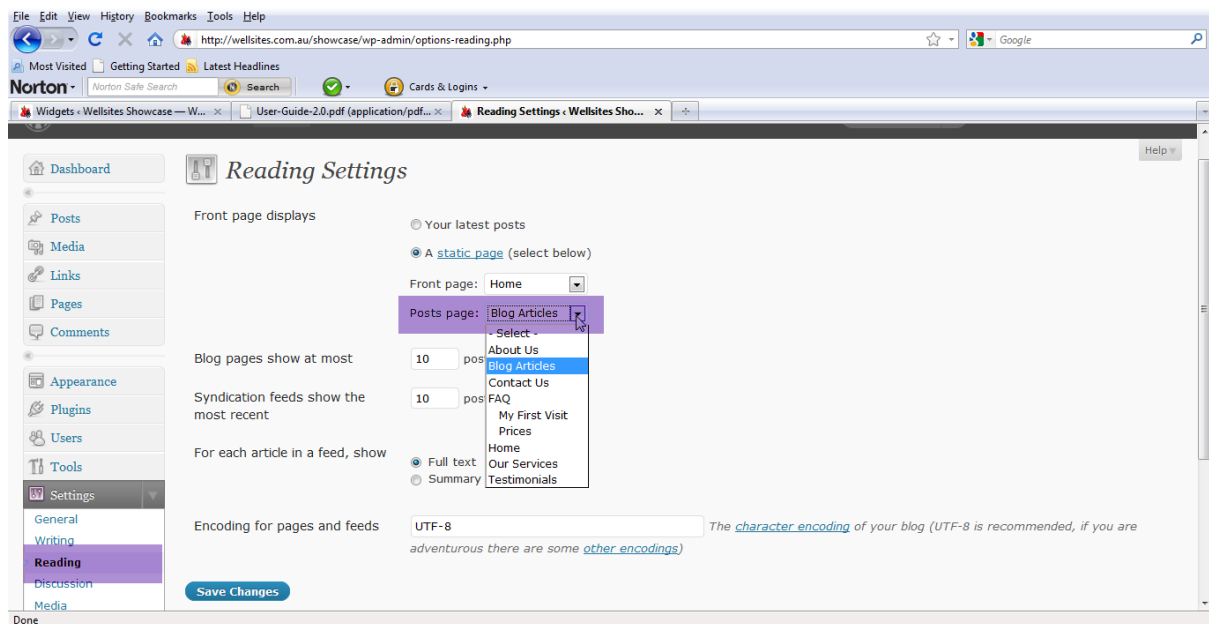 File Edit View History Bookmarks Tools Help
http://wellsites.com.au/showcase/wp-admin/options-reading.php
Google
Most Visited Getting Started Latest Headlines
Norton Norton Safe Search Search Cards & Logins
Widgets ‹ Wellsites Showcase — W... User-Guide-2.0.pdf (application/pdf... Reading Settings ‹ Wellsites Sho...
Help
Dashboard
Reading Settings
Posts
Media
Links
Pages
Comments
Appearance
Plugins
Users
Tools
Settings
General
Writing
Reading
Discussion
Media
Front page displays
Your latest posts
A static page (select below)
Front page: Home
Posts page: Blog Articles
- Select -
About Us
Blog Articles
Contact Us
FAQ
My First Visit
Prices
Home
Our Services
Testimonials
Blog pages show at most 10 pos
Syndication feeds show the
most recent
10 pos
For each article in a feed, show
Full text
Summary
Encoding for pages and feeds UTF-8 The character encoding of your blog (UTF-8 is recommended, if you are
adventurous there are some other encodings)
Save Changes
Done